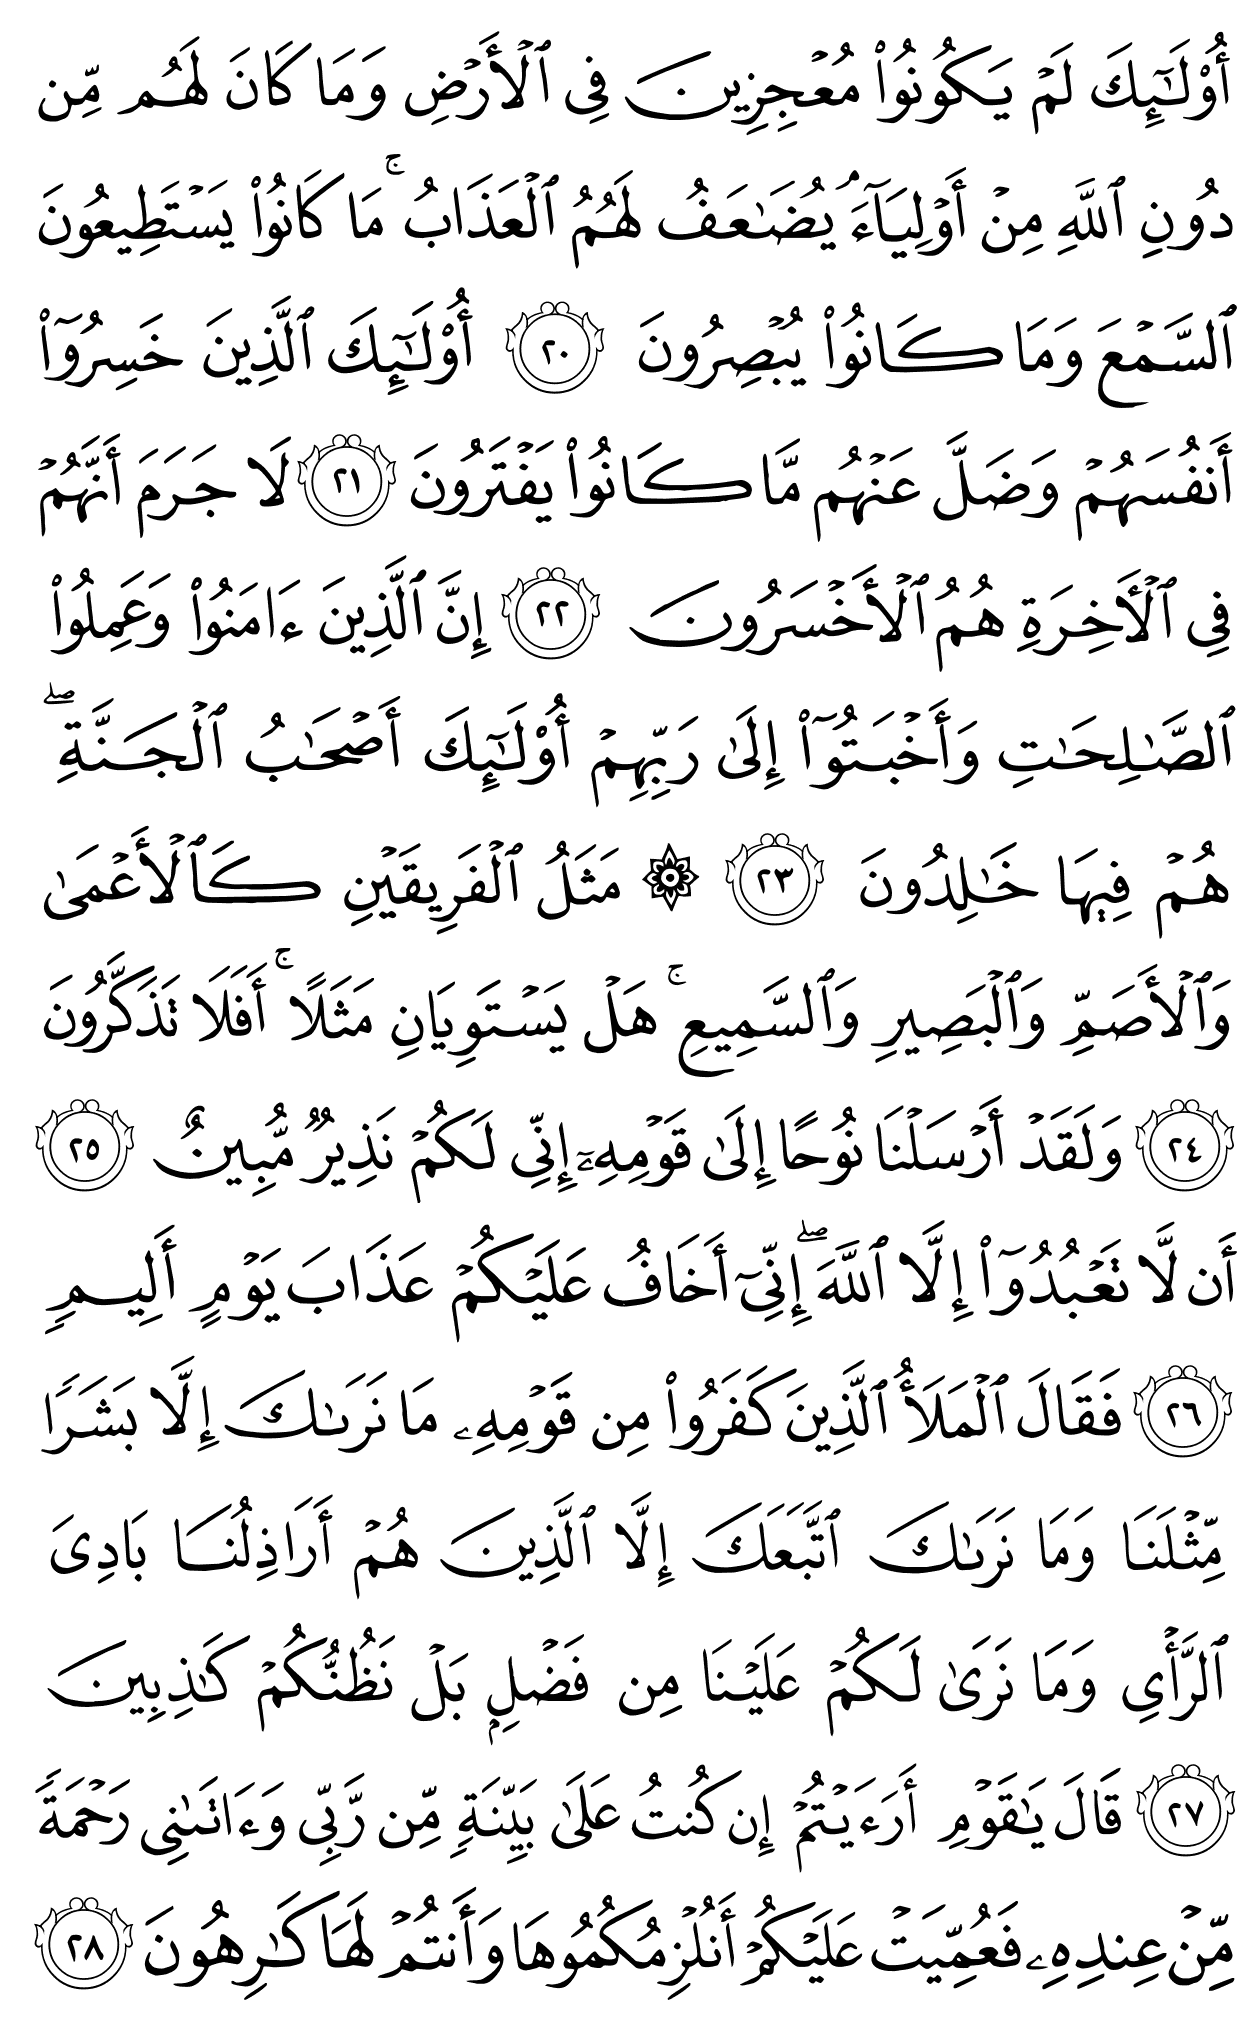 أُو۟لَـٰٓئِكَ لَمْ يَكُونُوا۟ مُعْجِزِينَ فِى ٱلْأَرْضِ وَمَا كَانَ لَهُم مِّن
دُونِ ٱللَّهِ مِنْ أَوْلِيَآءَ ۘ يُضَـٰعَفُ لَهُمُ ٱلْعَذَابُ ۚ مَا كَانُوا۟ يَسْتَطِيعُونَ
ٱلسَّمْعَ وَمَا كَانُوا۟ يُبْصِرُونَ ٢٠ أُو۟لَـٰٓئِكَ ٱلَّذِينَ خَسِرُوٓا۟
أَنفُسَهُمْ وَضَلَّ عَنْهُم مَّا كَانُوا۟ يَفْتَرُونَ ٢١ لَا جَرَمَ أَنَّهُمْ
فِى ٱلْـَٔاخِرَةِ هُمُ ٱلْأَخْسَرُونَ ٢٢ إِنَّ ٱلَّذِينَ ءَامَنُوا۟ وَعَمِلُوا۟
ٱلصَّـٰلِحَـٰتِ وَأَخْبَتُوٓا۟ إِلَىٰ رَبِّهِمْ أُو۟لَـٰٓئِكَ أَصْحَـٰبُ ٱلْجَنَّةِ ۖ
هُمْ فِيهَا خَـٰلِدُونَ ٢٣ ۞ مَثَلُ ٱلْفَرِيقَيْنِ كَٱلْأَعْمَىٰ
وَٱلْأَصَمِّ وَٱلْبَصِيرِ وَٱلسَّمِيعِ ۚ هَلْ يَسْتَوِيَانِ مَثَلًا ۚ أَفَلَا تَذَكَّرُونَ
٢٤ وَلَقَدْ أَرْسَلْنَا نُوحًا إِلَىٰ قَوْمِهِۦٓ إِنِّى لَكُمْ نَذِيرٌ مُّبِينٌ ٢٥
أَن لَّا تَعْبُدُوٓا۟ إِلَّا ٱللَّهَ ۖ إِنِّىٓ أَخَافُ عَلَيْكُمْ عَذَابَ يَوْمٍ أَلِيمٍ
٢٦ فَقَالَ ٱلْمَلَأُ ٱلَّذِينَ كَفَرُوا۟ مِن قَوْمِهِۦ مَا نَرَىٰكَ إِلَّا بَشَرًا
مِّثْلَنَا وَمَا نَرَىٰكَ ٱتَّبَعَكَ إِلَّا ٱلَّذِينَ هُمْ أَرَاذِلُنَا بَادِىَ
ٱلرَّأْىِ وَمَا نَرَىٰ لَكُمْ عَلَيْنَا مِن فَضْلٍۭ بَلْ نَظُنُّكُمْ كَـٰذِبِينَ
٢٧ قَالَ يَـٰقَوْمِ أَرَءَيْتُمْ إِن كُنتُ عَلَىٰ بَيِّنَةٍ مِّن رَّبِّى وَءَاتَىٰنِى رَحْمَةً
مِّنْ عِندِهِۦ فَعُمِّيَتْ عَلَيْكُمْ أَنُلْزِمُكُمُوهَا وَأَنتُمْ لَهَا كَـٰرِهُونَ ٢٨